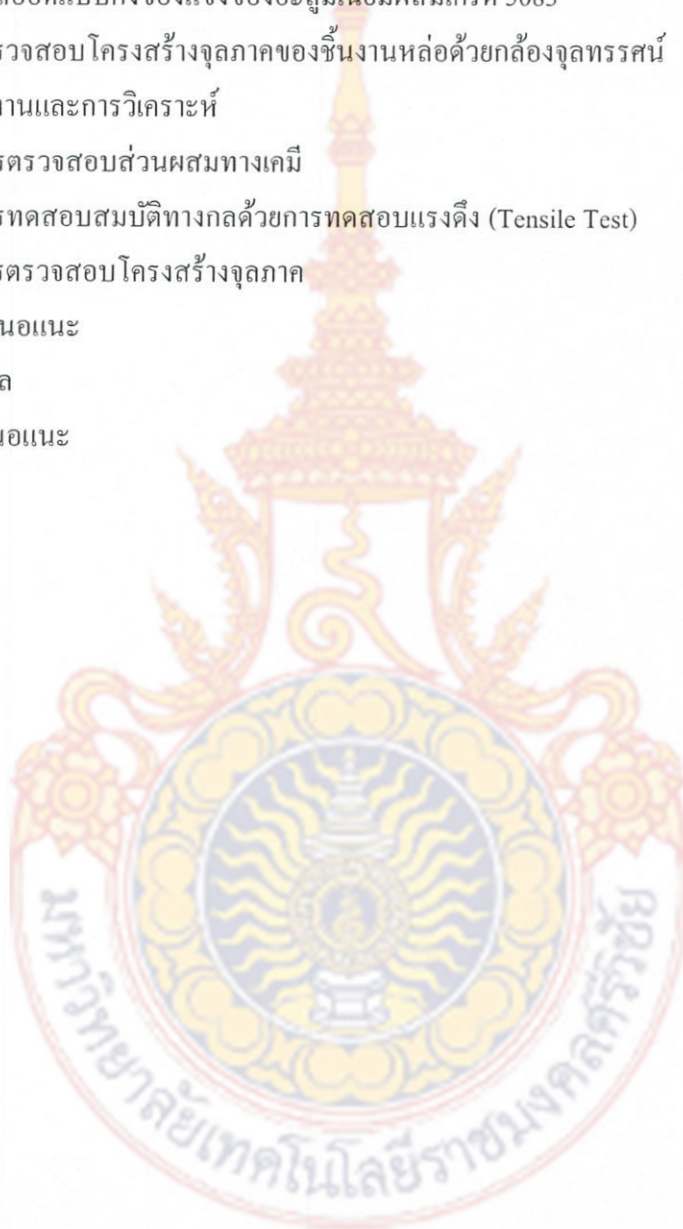 รวจสอบโครงสร้างจุลภาคของชิ้นงานหล่อด้วยกล้องจุลทรรศน์
งานและการวิเคราะห์
รตรวจสอบส่วนผสมทางเคมี
รทดสอบสมบัติทางกลด้วยการทดสอบแรงดึง (Tensile Test)
รตรวจสอบโครงสร้างจุลภาค
นอแนะ
ล
นอแนะ
มหาวิทยาลัยเทคโนโลยีราชมงคลศรีวิชัย